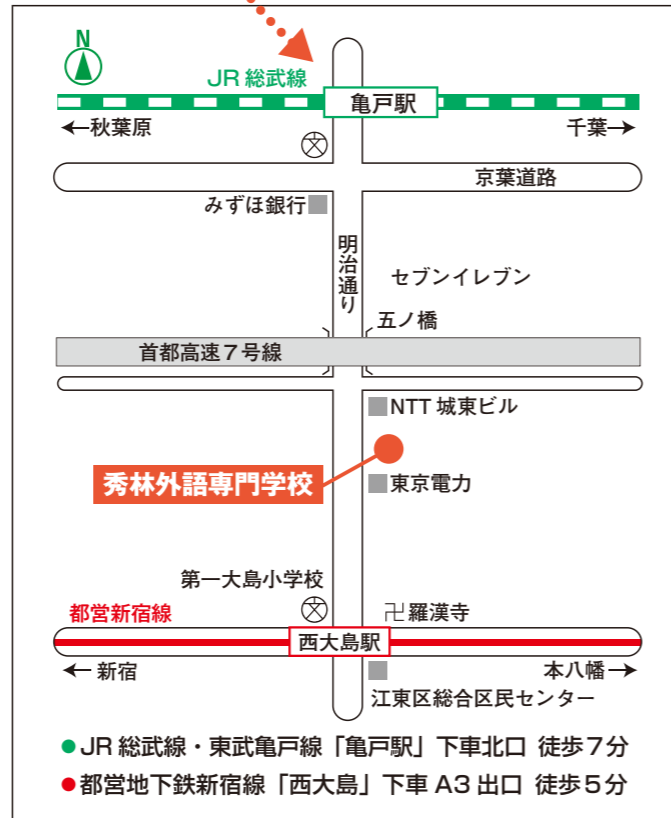 N
JR 総武線
亀戸駅
←秋葉原
千葉→
京葉道路
みずほ銀行
明治通り
セブンイレブン
五ノ橋
首都高速7号線
NTT 城東ビル
秀林外語専門学校
東京電力
第一大島小学校
都営新宿線
卍羅漢寺
西大島駅
←新宿
本八幡→
江東区総合区民センター
●JR 総武線・東武亀戸線「亀戸駅」下車北口 徒歩7分
●都営地下鉄新宿線「西大島」下車 A3 出口 徒歩5分